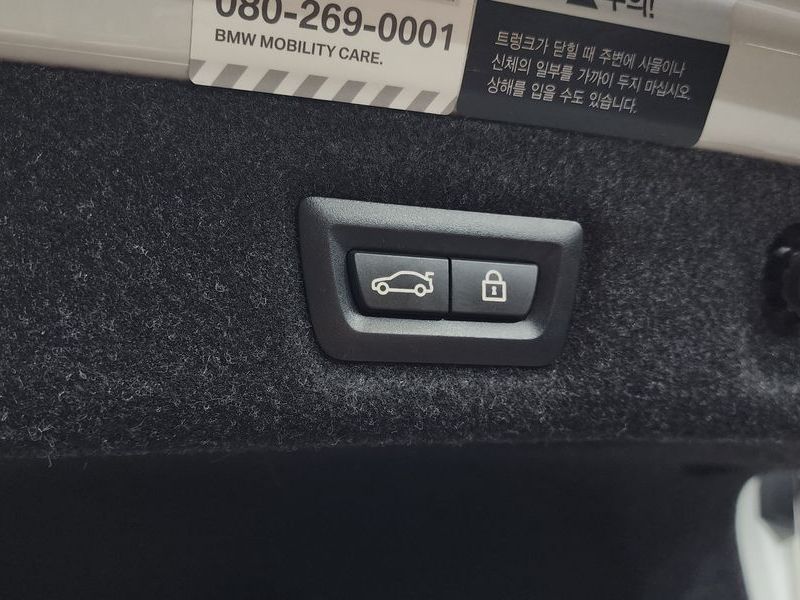 080-269-0001
BMW MOBILITY CARE.
주의!
트렁크가 닫힐 때 주변에 사물이나
신체의 일부를 가까이 두지 마십시오.
상해를 입을 수도 있습니다.